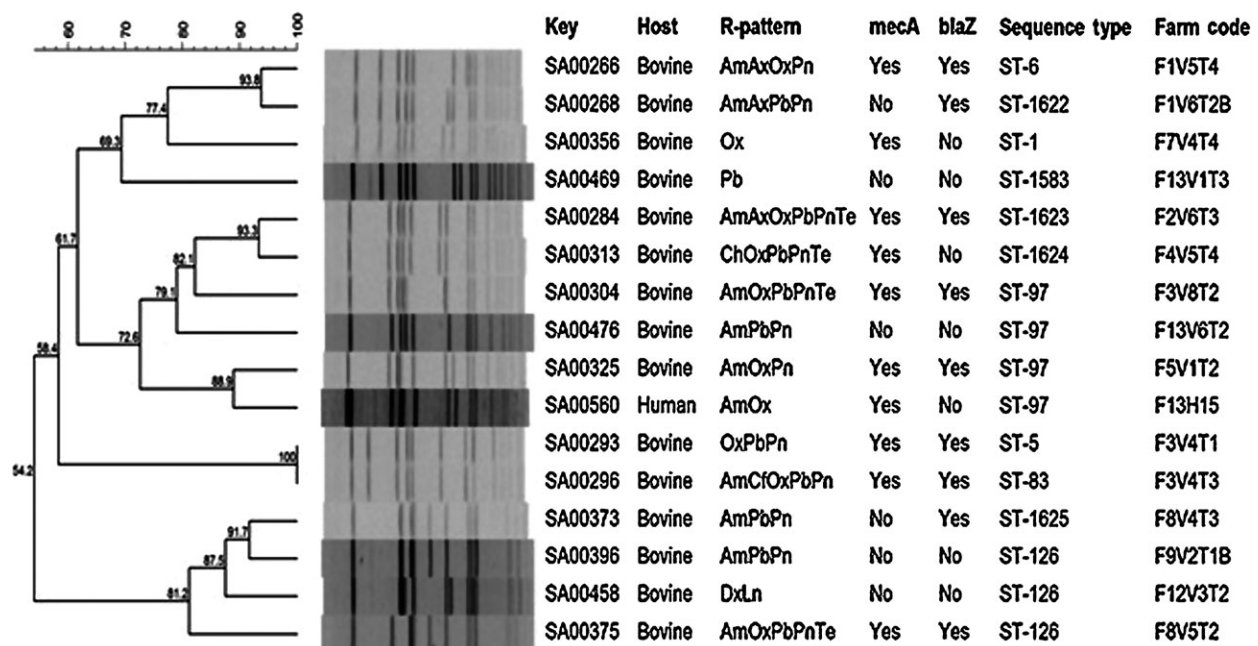 60 70 80 90 100
Key Host R-pattern mecA blaZ Sequence type Farm code
93.8 SA00266 Bovine AmAxOxPn Yes Yes ST-6 F1V5T4
77.4 SA00268 Bovine AmAxPbPn No Yes ST-1622 F1V6T2B
69.3 SA00356 Bovine Ox Yes No ST-1 F7V4T4
SA00469 Bovine Pb No No ST-1583 F13V1T3
93.3 SA00284 Bovine AmAxOxPbPnTe Yes Yes ST-1623 F2V6T3
61.7 82.1 SA00313 Bovine ChOxPbPnTe Yes No ST-1624 F4V5T4
79.1 SA00304 Bovine AmOxPbPnTe Yes Yes ST-97 F3V8T2
72.6 SA00476 Bovine AmPbPn No No ST-97 F13V6T2
58.4 88.9 SA00325 Bovine AmOxPn Yes Yes ST-97 F5V1T2
SA00560 Human AmOx Yes No ST-97 F13H15
SA00293 Bovine OxPbPn Yes Yes ST-5 F3V4T1
54.2 100 SA00296 Bovine AmCfOxPbPn Yes Yes ST-83 F3V4T3
SA00373 Bovine AmPbPn No Yes ST-1625 F8V4T3
91.7 SA00396 Bovine AmPbPn No No ST-126 F9V2T1B
87.5 SA00458 Bovine DxLn No No ST-126 F12V3T2
81.2 SA00375 Bovine AmOxPbPnTe Yes Yes ST-126 F8V5T2